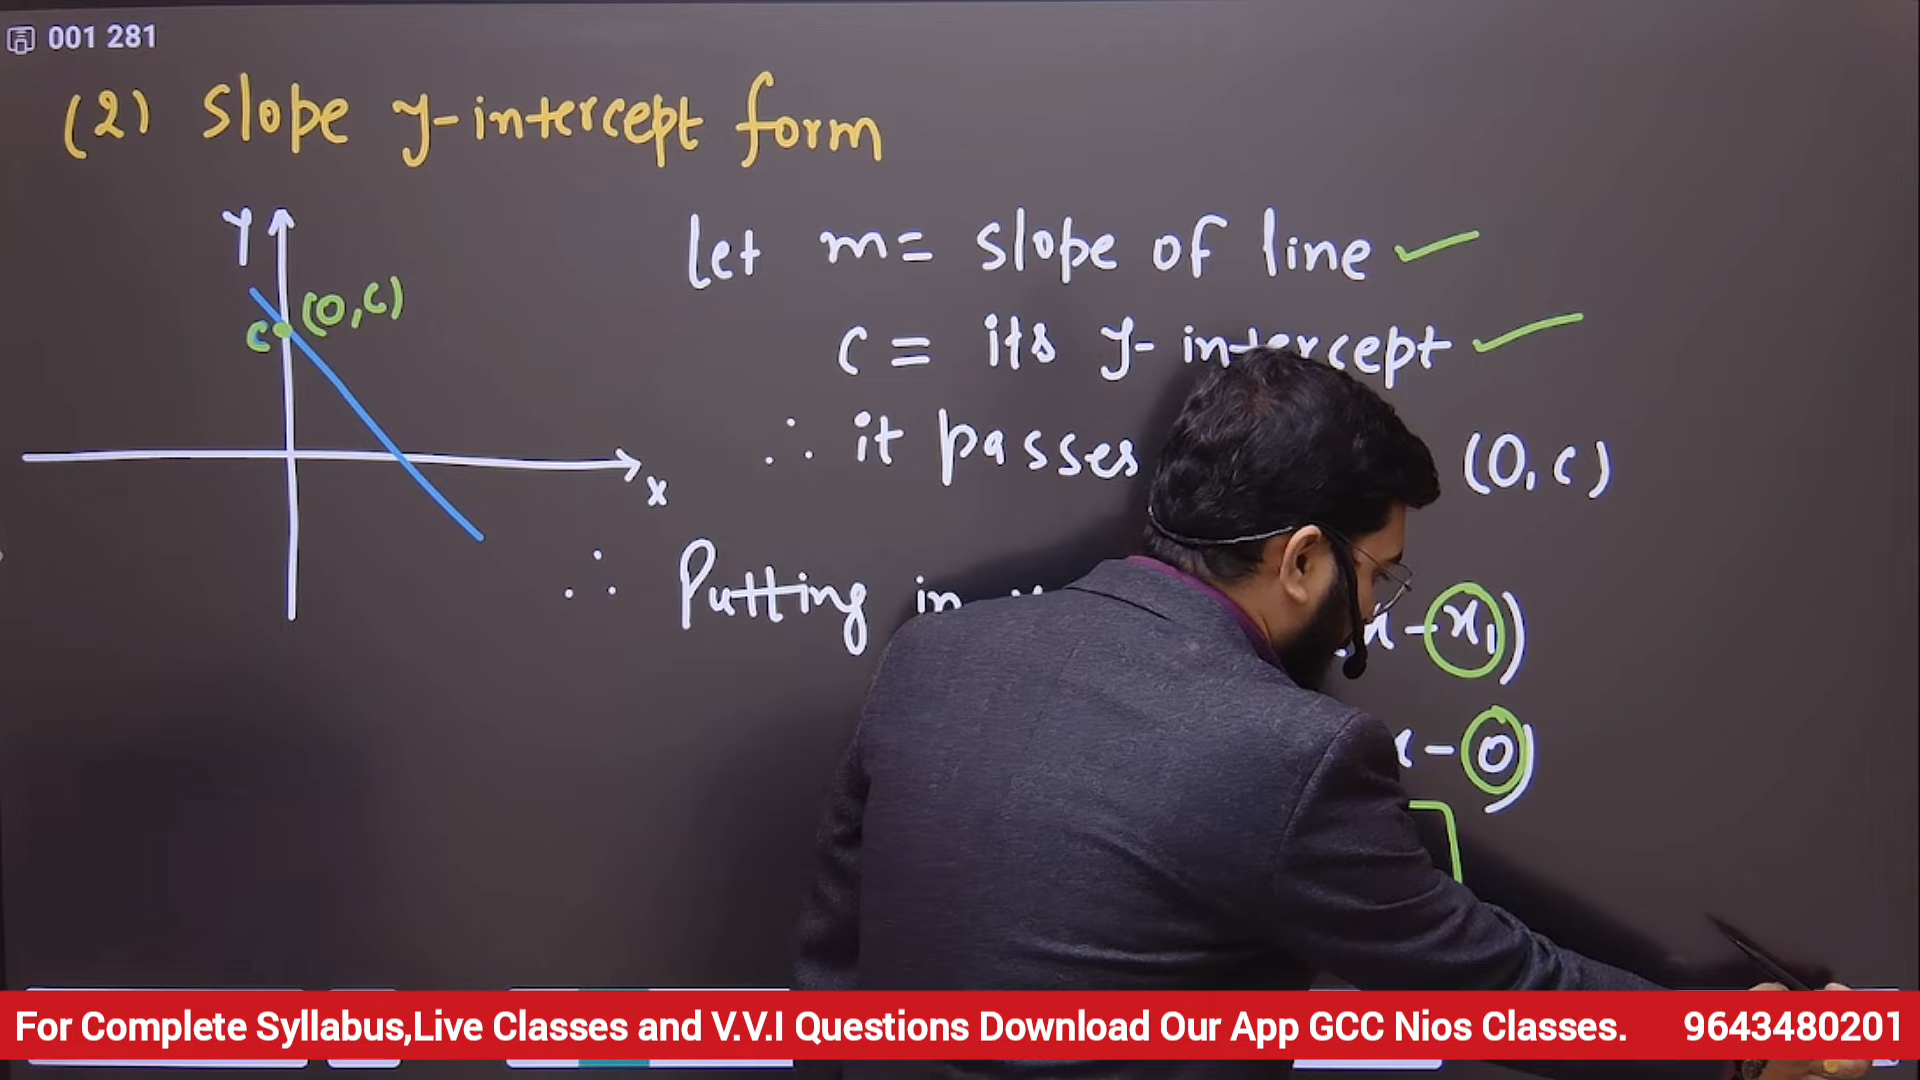 001 281
(2) Slope y-intercept form
Y
C (0,c)
x
Let m = slope of line
c = its y-intercept
∴ it passes (0, c)
∴ Putting in x - x₁)
x - 0)
For Complete Syllabus,Live Classes and V.V.I Questions Download Our App GCC Nios Classes. 9643480201